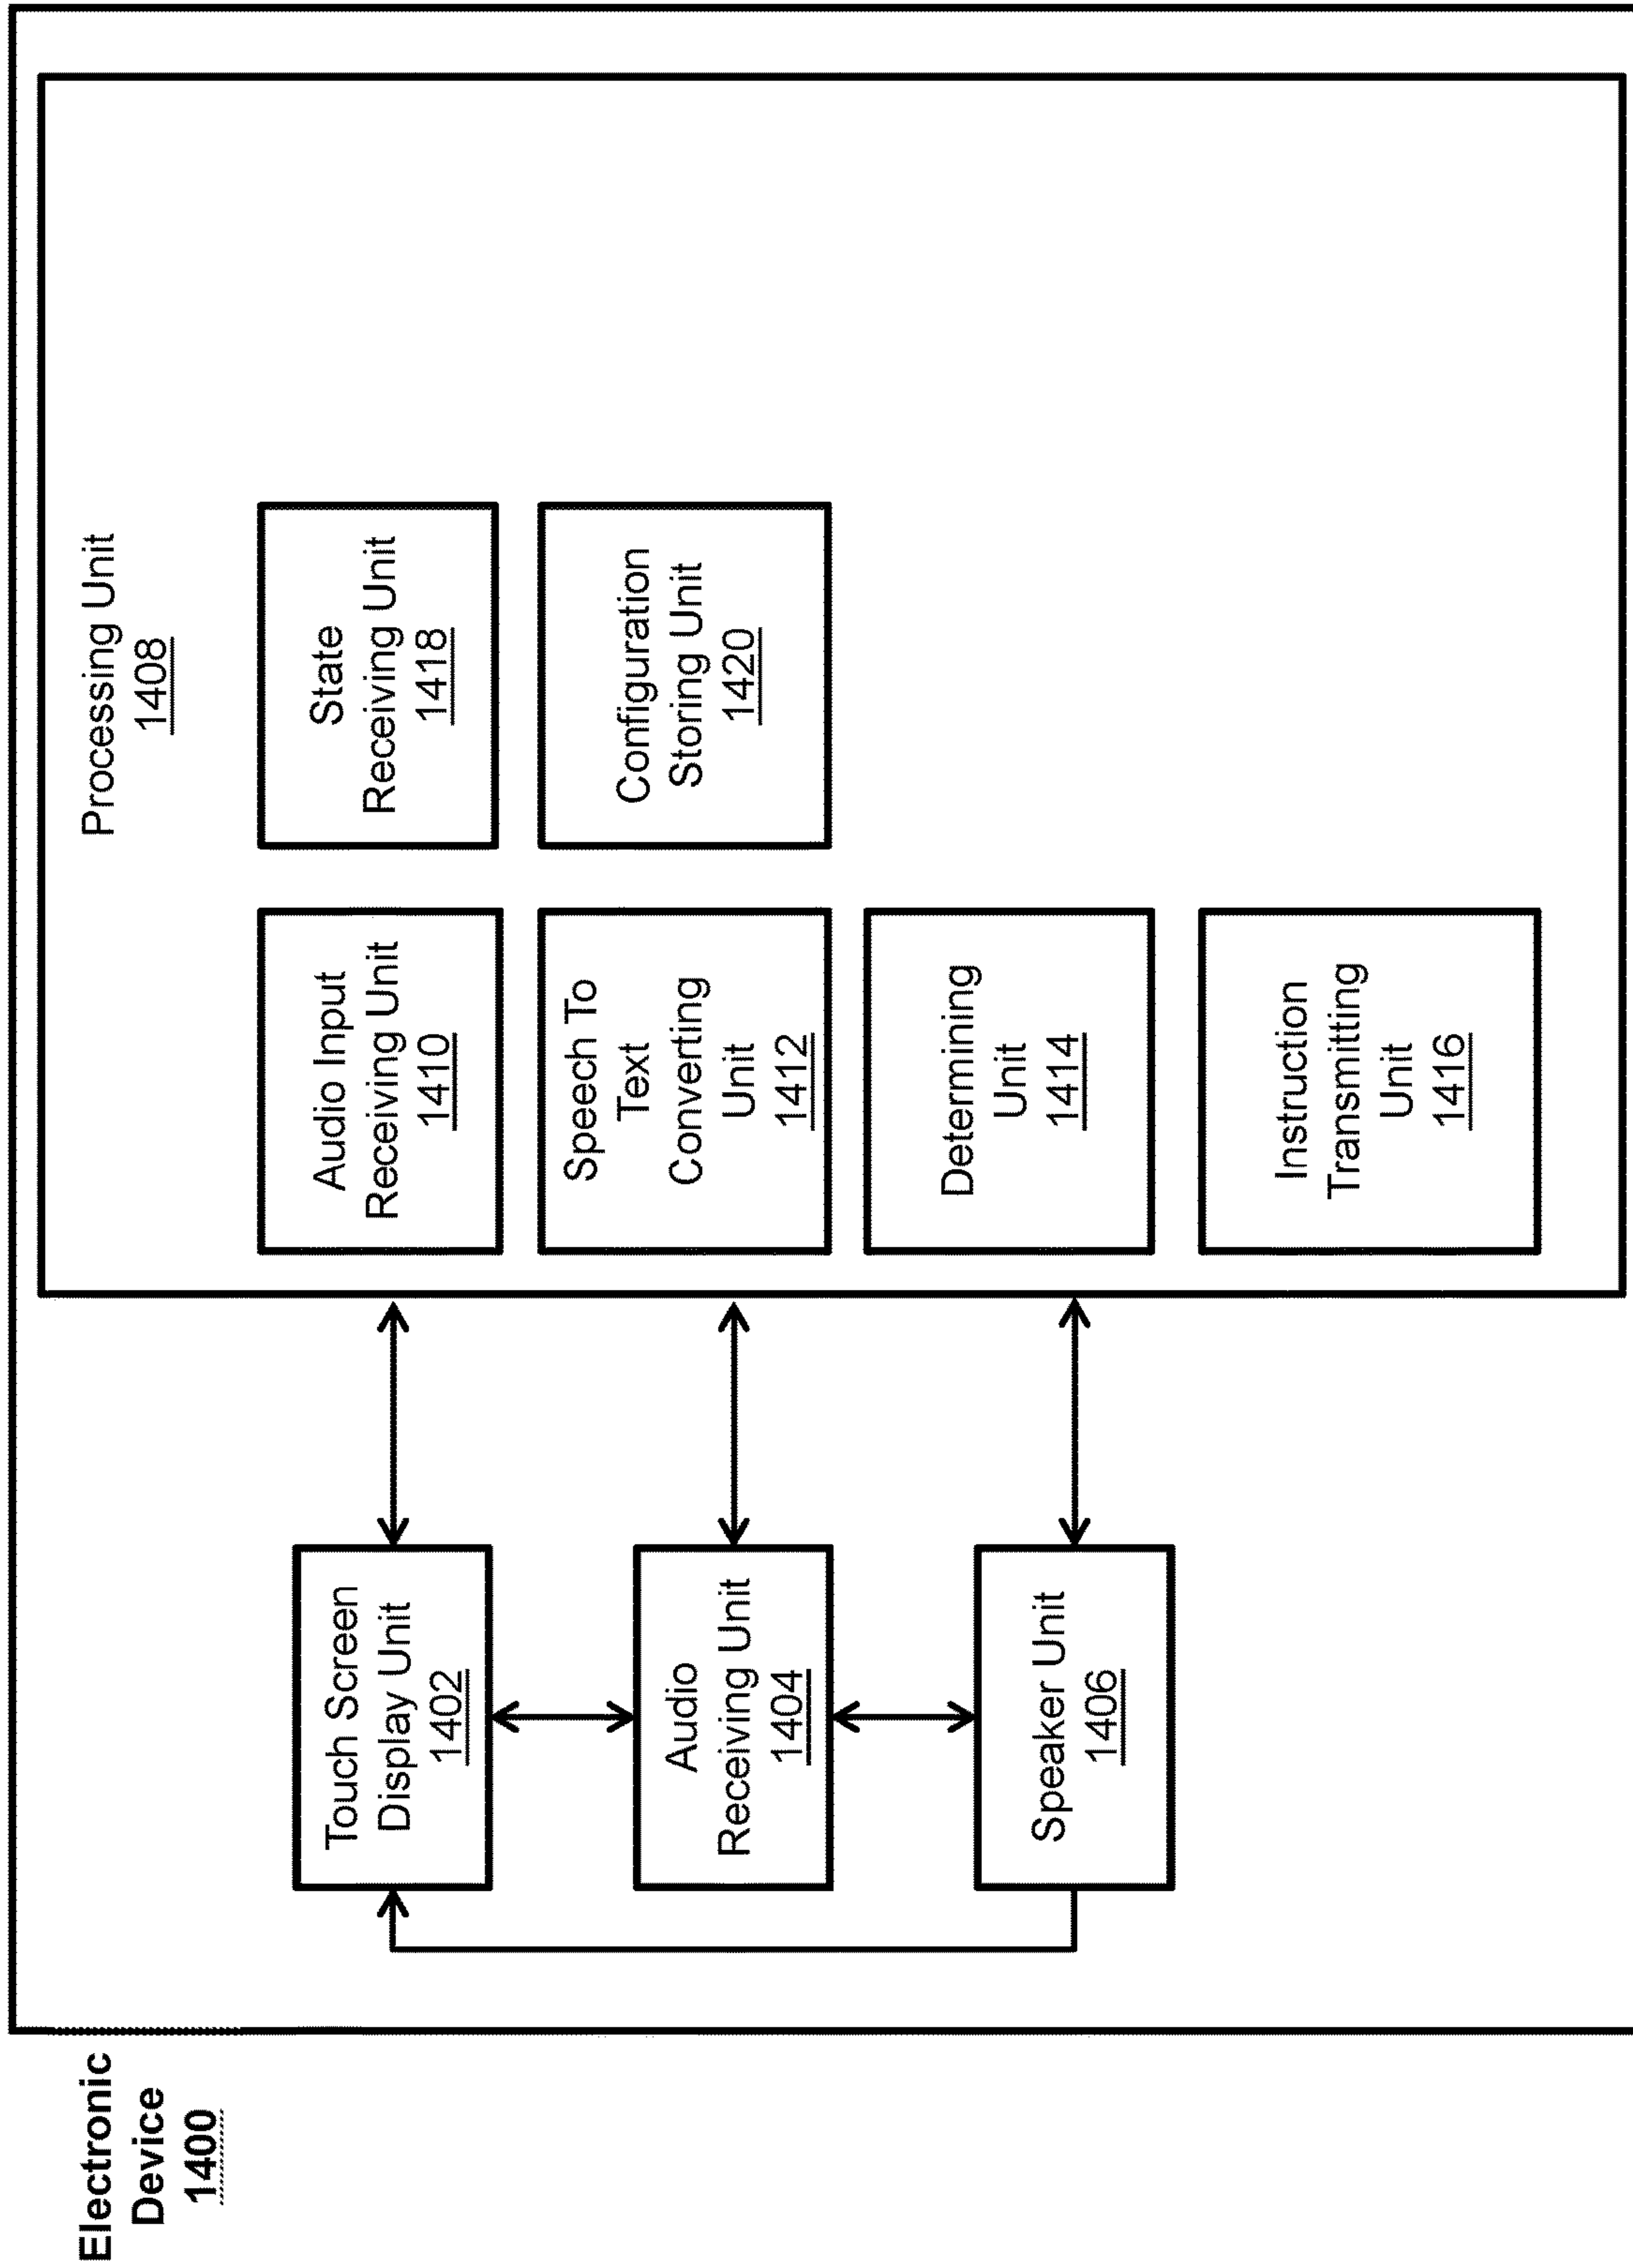 Electronic
Device
1400
Touch Screen
Display Unit
1402
Audio
Receiving Unit
1404
Speaker Unit
1406
Processing Unit
1408
Audio Input
Receiving Unit
1410
Speech To
Text
Converting
Unit
1412
Determining
Unit
1414
Instruction
Transmitting
Unit
1416
State
Receiving Unit
1418
Configuration
Storing Unit
1420